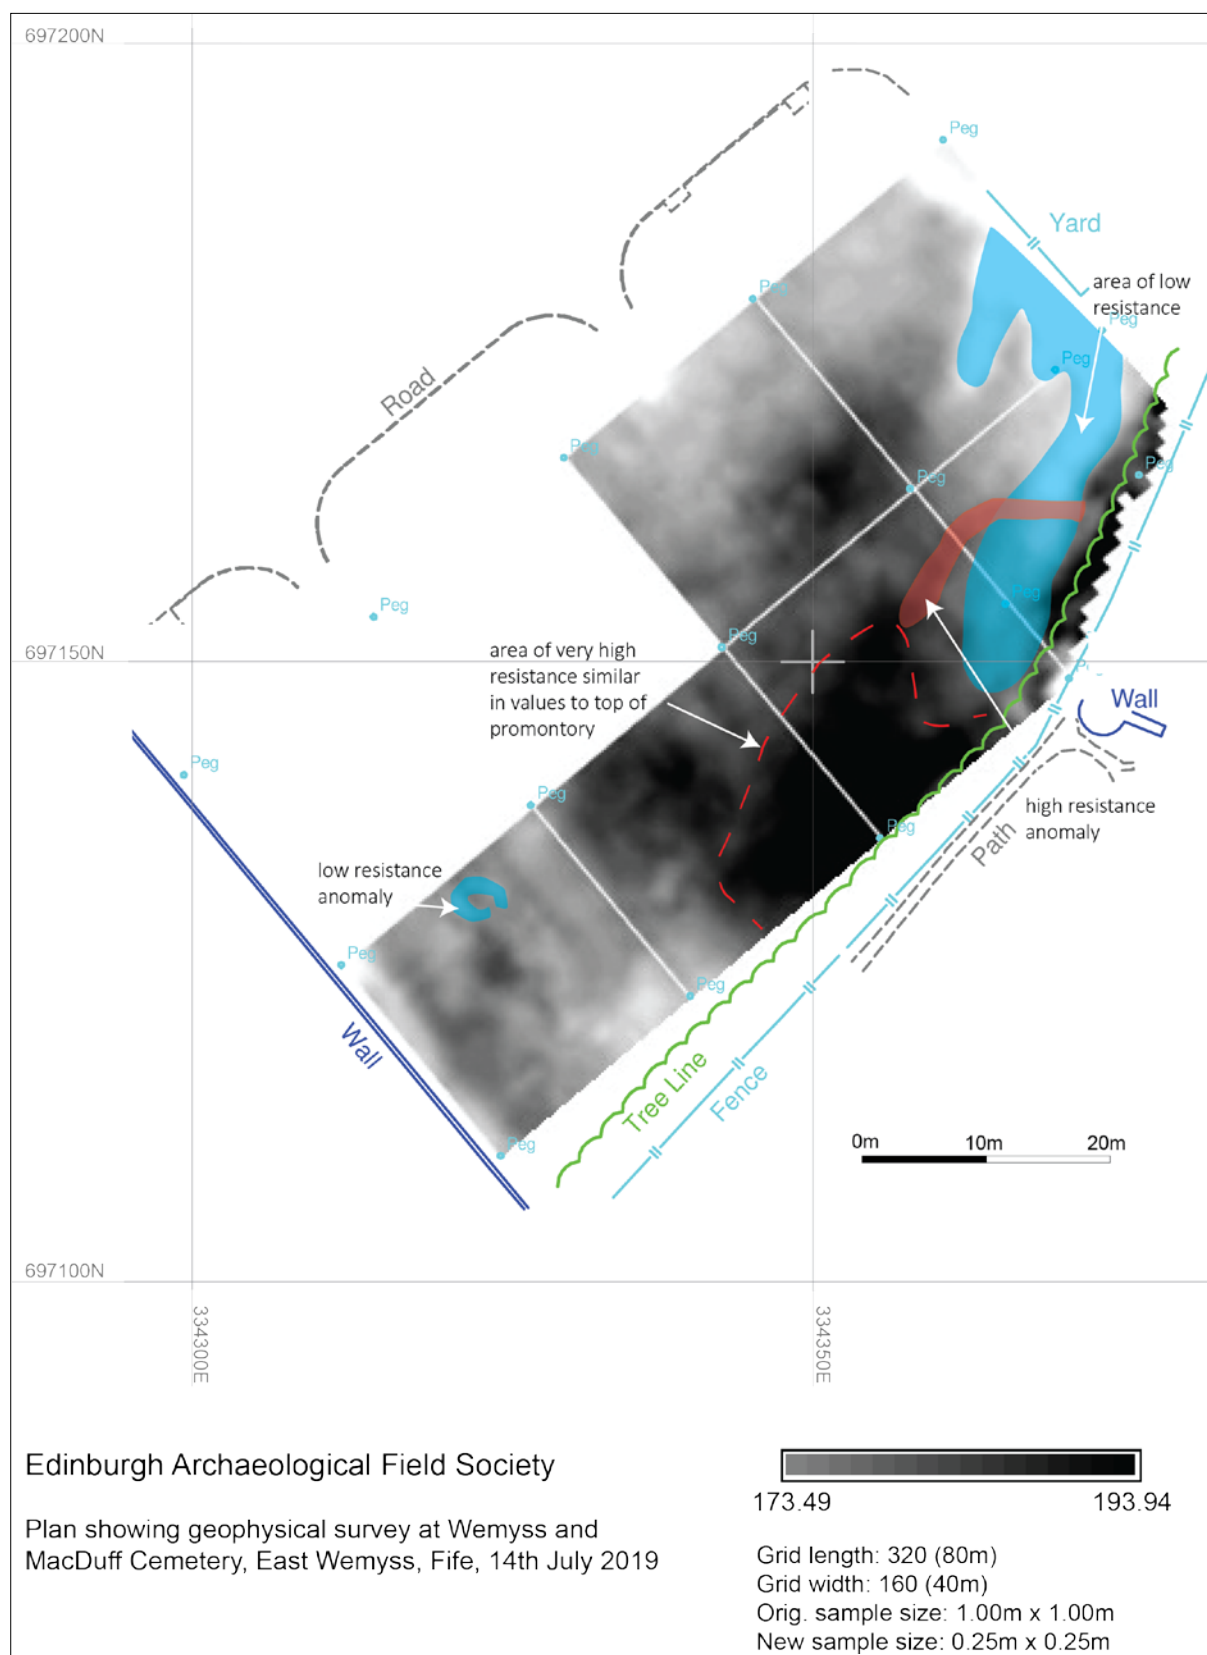 697200N
Peg
Yard
area of low
resistance
Peg
Peg
Peg
Road
Peg
Peg
Peg
Peg
Peg
Peg
697150N
area of very high
resistance similar
in values to top of
promontory
Peg
Wall
Peg
Peg
Peg
high resistance
anomaly
Path
low resistance
anomaly
Peg
Peg
Wall
Tree Line
Fence
Peg
0m 10m 20m
697100N
334300E
334350E
Edinburgh Archaeological Field Society
Plan showing geophysical survey at Wemyss and
MacDuff Cemetery, East Wemyss, Fife, 14th July 2019
173.49 193.94
Grid length: 320 (80m)
Grid width: 160 (40m)
Orig. sample size: 1.00m x 1.00m
New sample size: 0.25m x 0.25m